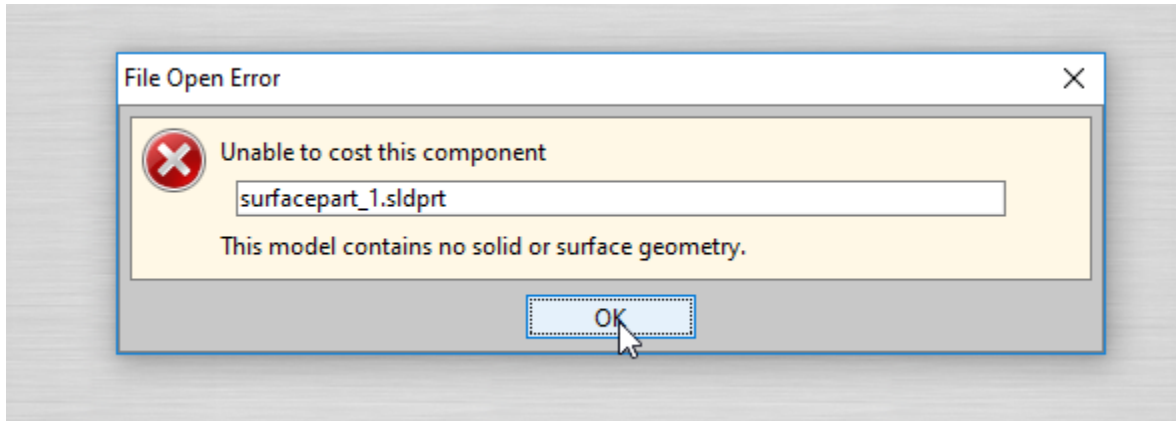 File Open Error
Unable to cost this component
surfacepart_1.sldprt
This model contains no solid or surface geometry.
OK